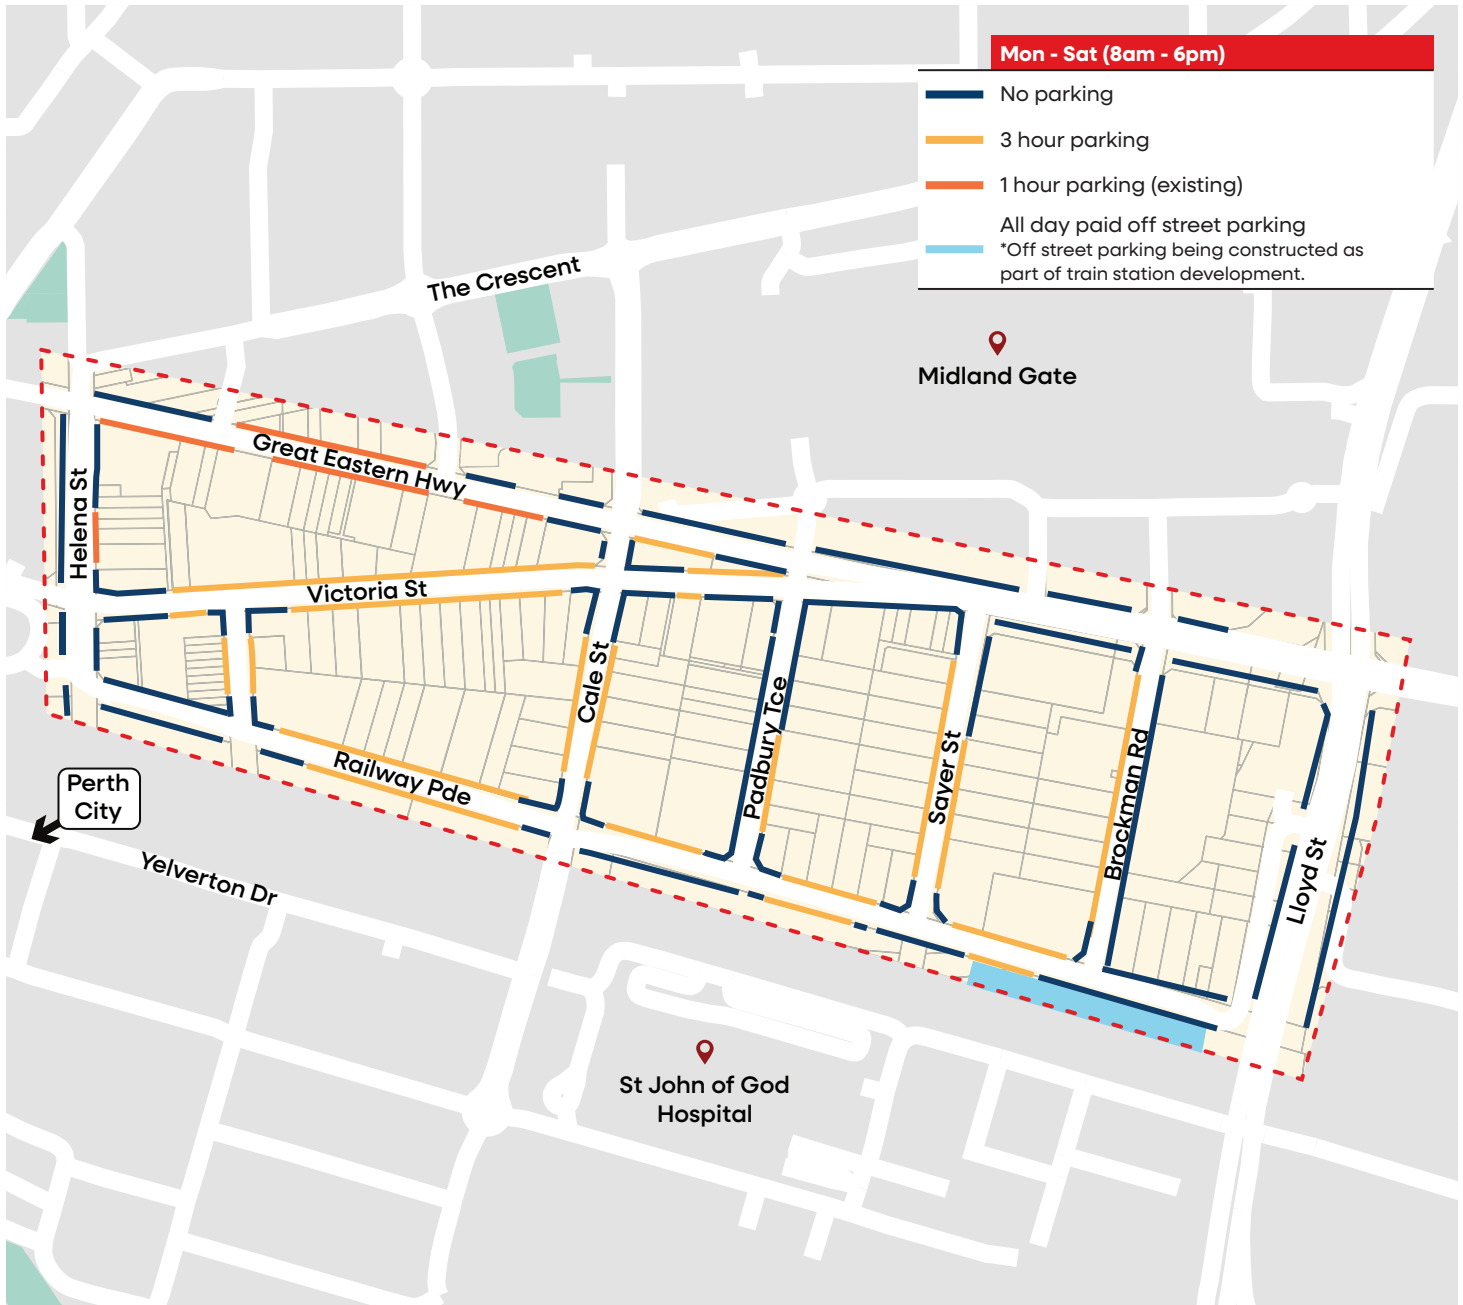 Mon - Sat (8am - 6pm)
No parking
3 hour parking
1 hour parking (existing)
All day paid off street parking
*Off street parking being constructed as
part of train station development.
The Crescent
Midland Gate
Great Eastern Hwy
Helena St
Victoria St
Cale St
Padbury Tce
Sayer St
Brockman Rd
Railway Pde
Lloyd St
Perth
City
Yelverton Dr
St John of God
Hospital